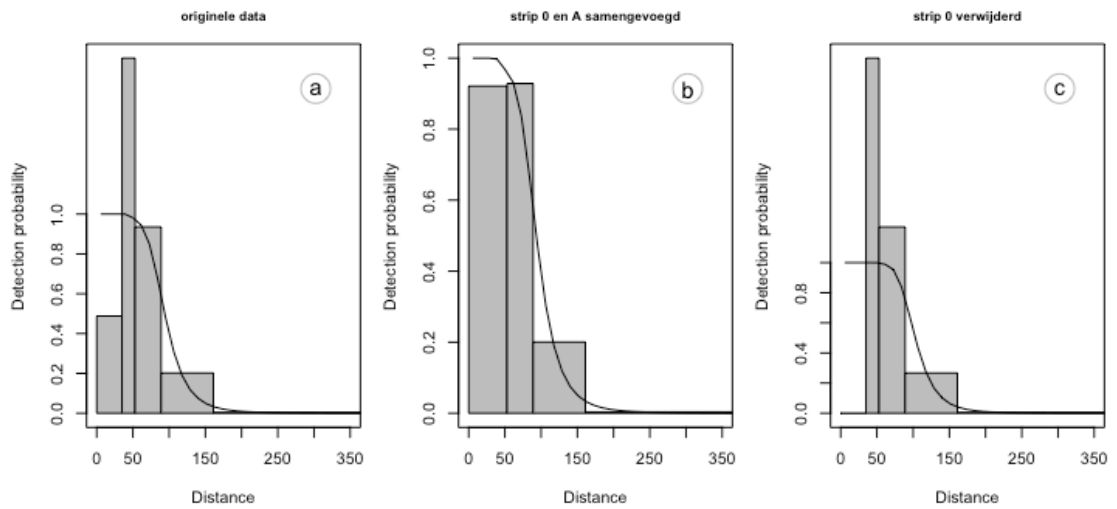 originele data
a
Detection probability
0.0 0.2 0.4 0.6 0.8 1.0
0 50 150 250 350
Distance
strip 0 en A samengevoegd
b
Detection probability
0.0 0.2 0.4 0.6 0.8 1.0
0 50 150 250 350
Distance
strip 0 verwijderd
c
Detection probability
0.0 0.4 0.8
0 50 150 250 350
Distance